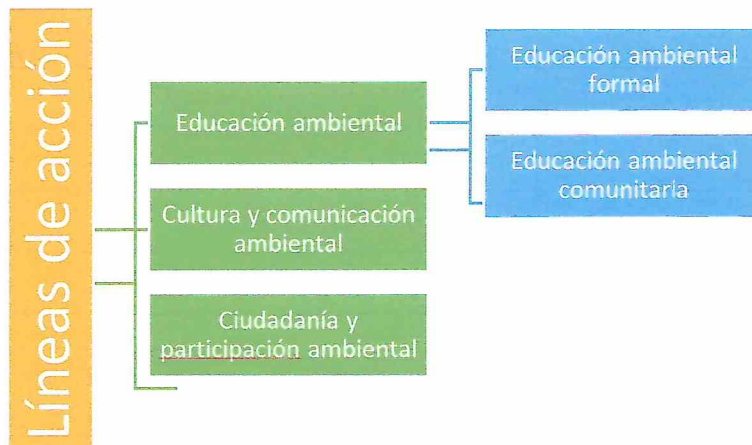 Líneas de acción
Educación ambiental
Cultura y comunicación
ambiental
Ciudadanía y
participación ambiental
Educación ambiental
formal
Educación ambiental
comunitaria